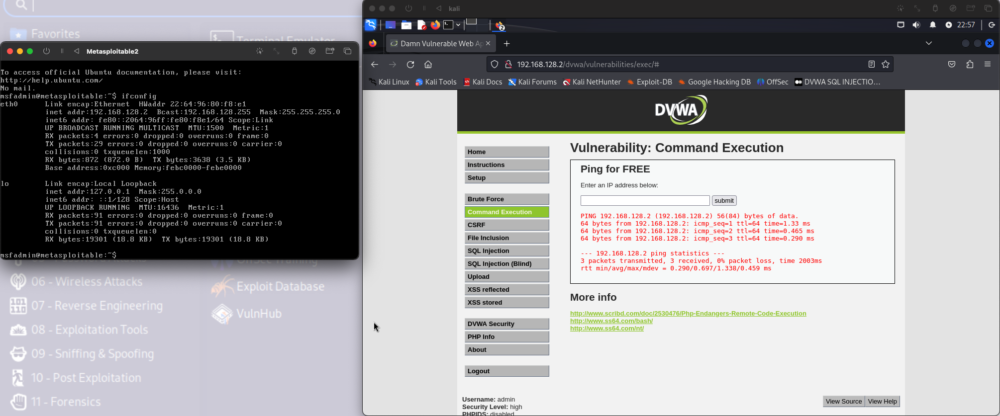 Favorites
Terminal Emulator
Metasploitable2
To access official Ubuntu documentation, please visit:
http://help.ubuntu.com/
No mail.
msfadmin@metasploitable:~$ ifconfig
eth0 Link encap:Ethernet HWaddr 22:64:96:80:f8:e1
inet addr:192.168.128.2 Bcast:192.168.128.255 Mask:255.255.255.0
inet6 addr: fe80::2064:96ff:fe80:f8e1/64 Scope:Link
UP BROADCAST RUNNING MULTICAST MTU:1500 Metric:1
RX packets:4 errors:0 dropped:0 overruns:0 frame:0
TX packets:29 errors:0 dropped:0 overruns:0 carrier:0
collisions:0 txqueuelen:1000
RX bytes:872 (872.0 B) TX bytes:3638 (3.5 KB)
Base address:0xc000 Memory:febc0000-febe0000
lo Link encap:Local Loopback
inet addr:127.0.0.1 Mask:255.0.0.0
inet6 addr: ::1/128 Scope:Host
UP LOOPBACK RUNNING MTU:16436 Metric:1
RX packets:91 errors:0 dropped:0 overruns:0 frame:0
TX packets:91 errors:0 dropped:0 overruns:0 carrier:0
collisions:0 txqueuelen:0
RX bytes:19301 (18.8 KB) TX bytes:19301 (18.8 KB)
msfadmin@metasploitable:~$
OffSec Training
06 - Wireless Attacks
Exploit Database
07 - Reverse Engineering
VulnHub
08 - Exploitation Tools
09 - Sniffing & Spoofing
10 - Post Exploitation
11 - Forensics
kali
2
22:57
Damn Vulnerable Web Ap
192.168.128.2/dvwa/vulnerabilities/exec/#
Kali Linux Kali Tools Kali Docs Kali Forums Kali NetHunter Exploit-DB Google Hacking DB OffSec DVWA SQL INJECTIO...
DVWA
Home
Instructions
Setup
Brute Force
Command Execution
CSRF
File Inclusion
SQL Injection
SQL Injection (Blind)
Upload
XSS reflected
XSS stored
DVWA Security
PHP Info
About
Logout
Vulnerability: Command Execution
Ping for FREE
Enter an IP address below:
submit
PING 192.168.128.2 (192.168.128.2) 56(84) bytes of data.
64 bytes from 192.168.128.2: icmp_seq=1 ttl=64 time=1.33 ms
64 bytes from 192.168.128.2: icmp_seq=2 ttl=64 time=0.465 ms
64 bytes from 192.168.128.2: icmp_seq=3 ttl=64 time=0.290 ms
--- 192.168.128.2 ping statistics ---
3 packets transmitted, 3 received, 0% packet loss, time 2003ms
rtt min/avg/max/mdev = 0.290/0.697/1.338/0.459 ms
More info
http://www.scribd.com/doc/2530476/Php-Endangers-Remote-Code-Execution
http://www.ss64.com/bash/
http://www.ss64.com/nt/
Username: admin
Security Level: high
PHPIDS: disabled
View Source View Help